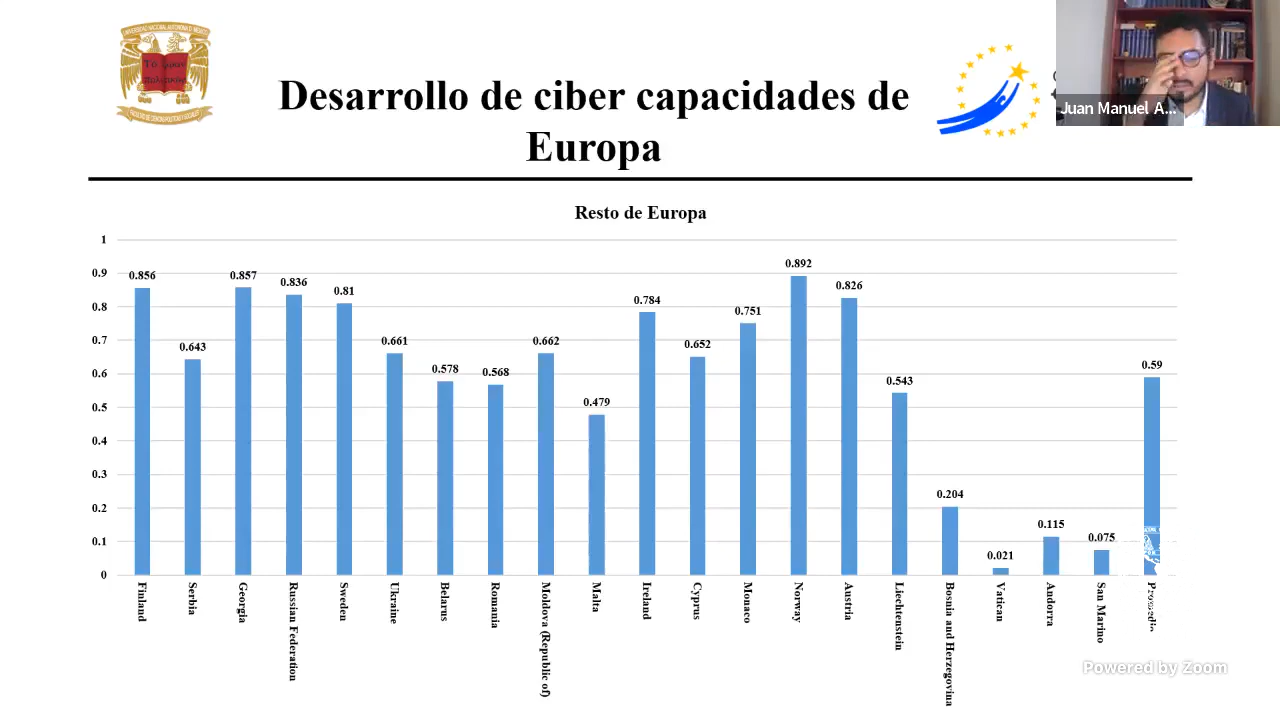 Desarrollo de ciber capacidades de
Europa
Juan Manuel A...
Resto de Europa
1
0.9
0.8
0.7
0.6
0.5
0.4
0.3
0.2
0.1
0
0.856
0.643
0.857
0.836
0.81
0.661
0.578
0.568
0.662
0.479
0.784
0.652
0.751
0.892
0.826
0.543
0.204
0.021
0.115
0.075
0.59
Finland
Serbia
Georgia
Russian Federation
Sweden
Ukraine
Belarus
Romania
Moldova (Republic of)
Malta
Ireland
Cyprus
Monaco
Norway
Austria
Liechtenstein
Bosnia and Herzegovina
Vatican
Andorra
San Marino
Promedio
Powered by Zoom